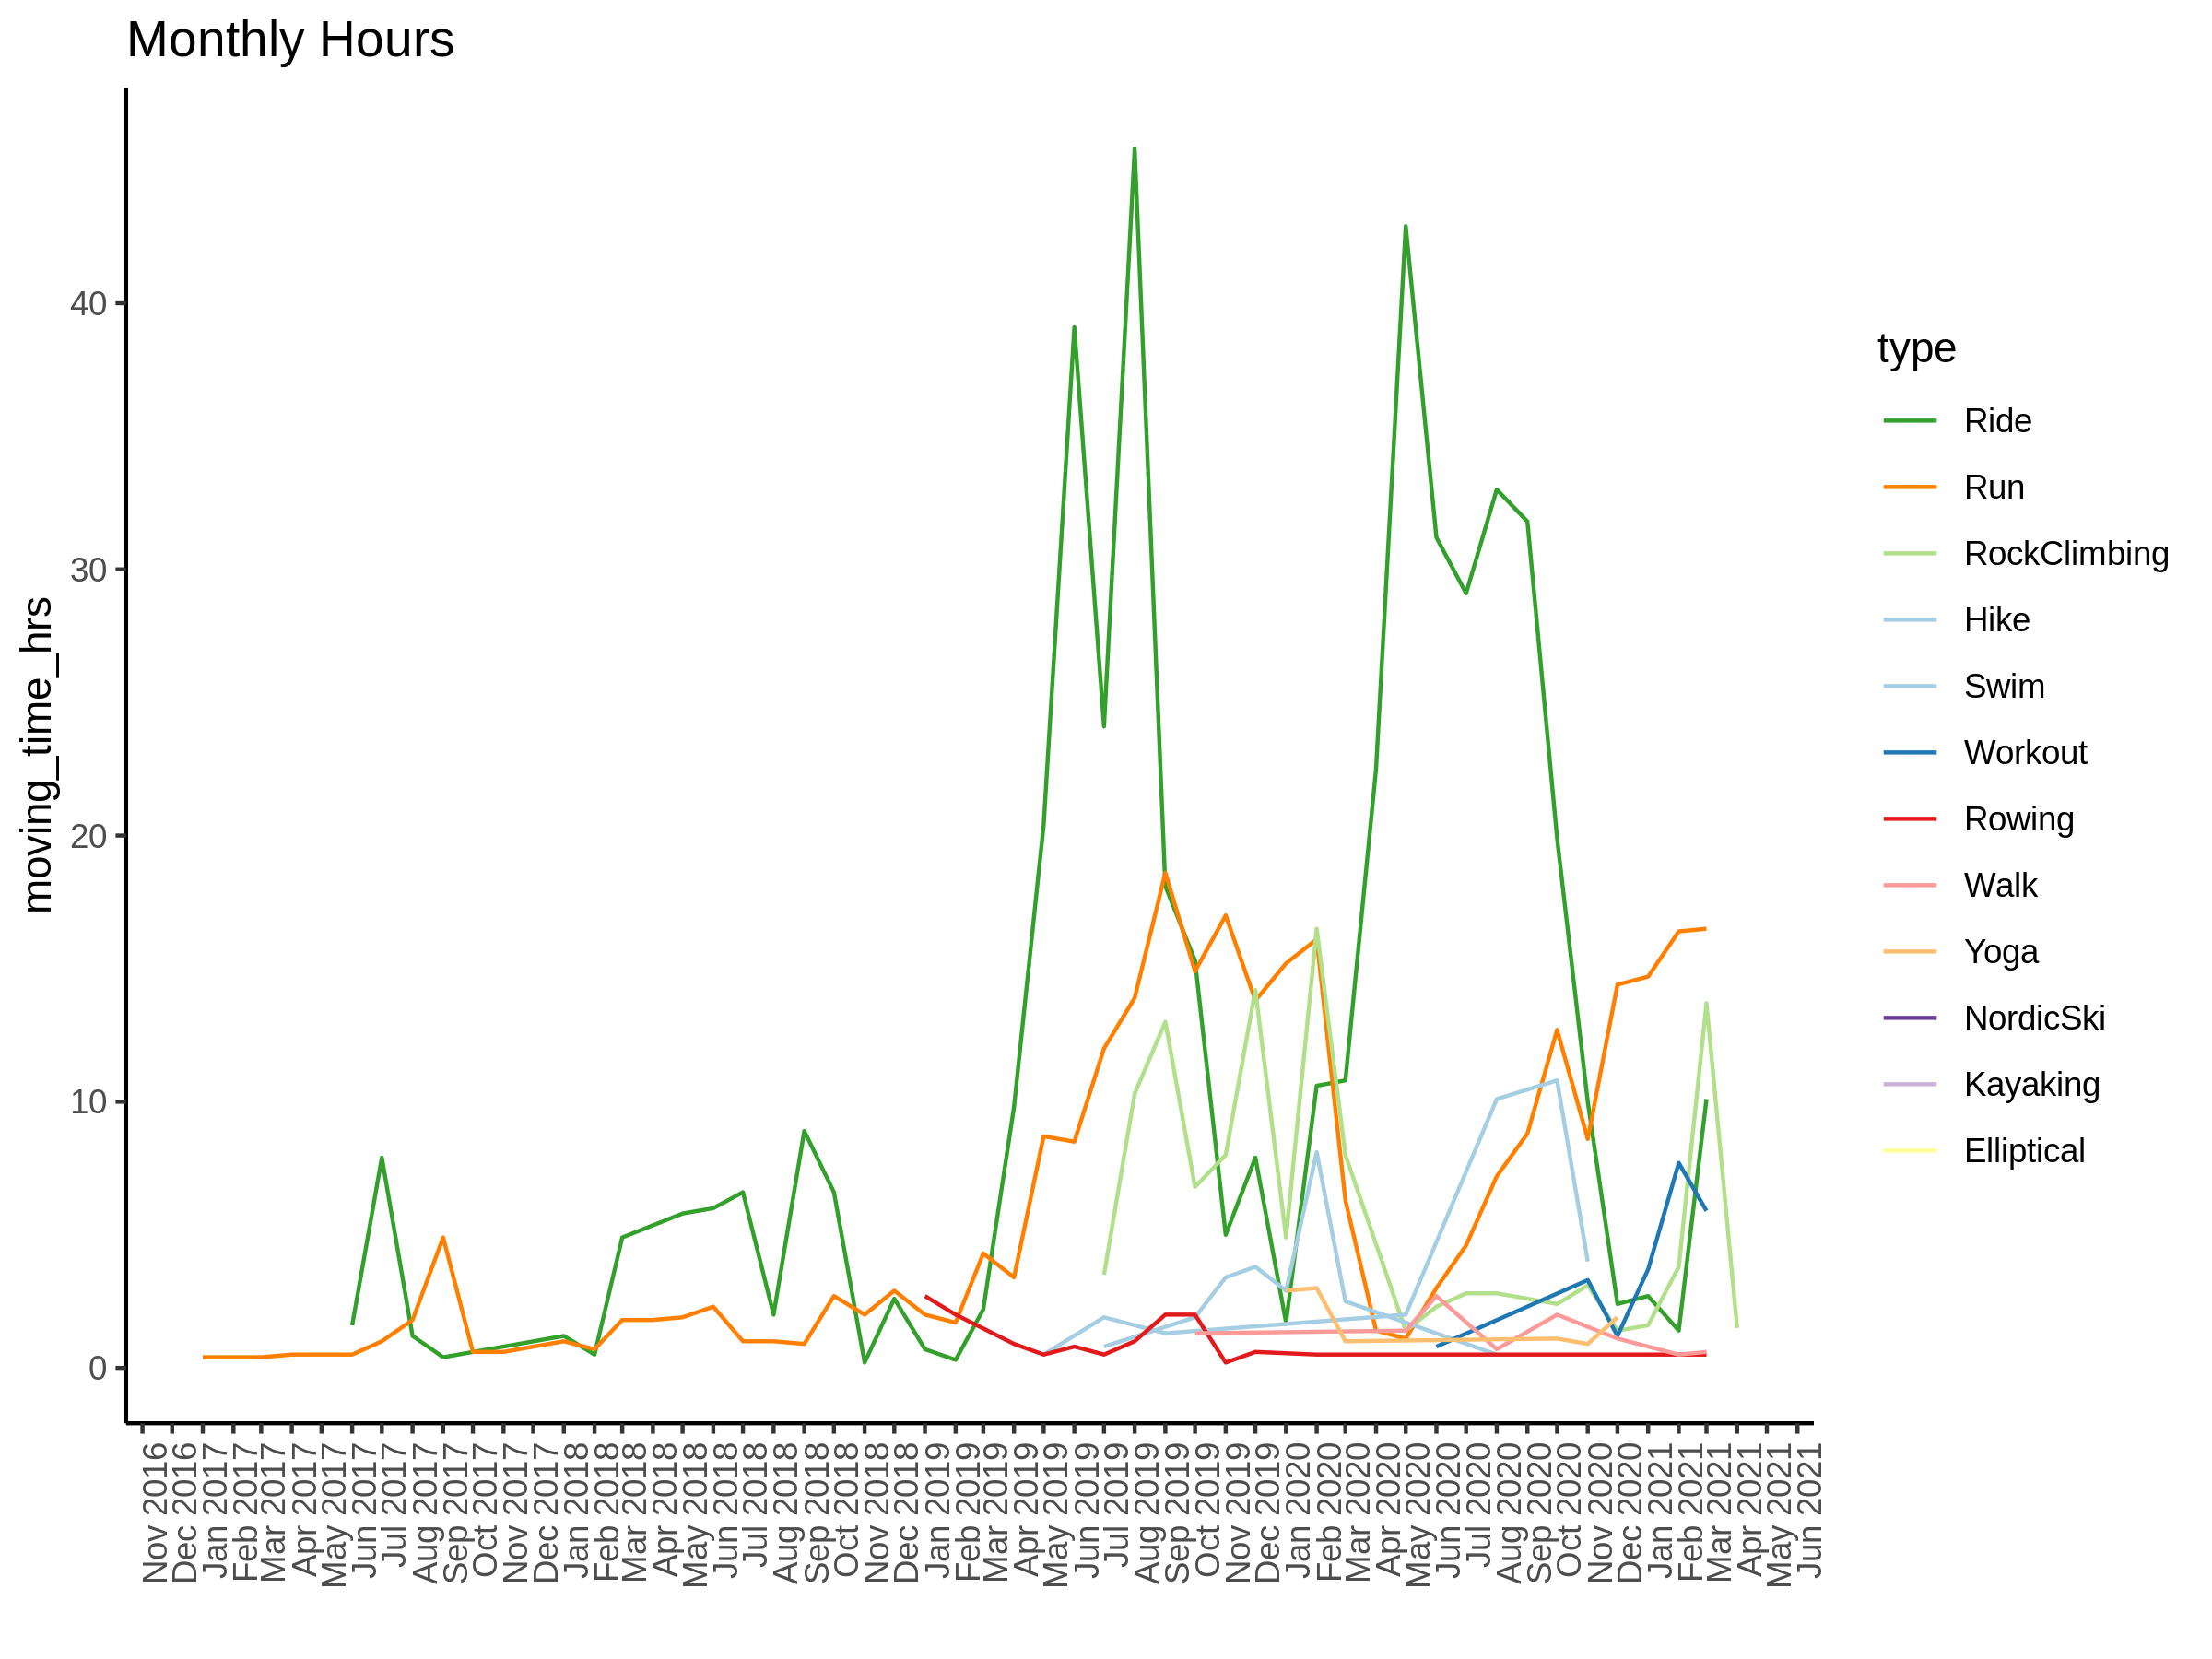 Monthly Hours
moving_time_hrs
40
30
20
10
0
Nov 2016
Dec 2016
Jan 2017
Feb 2017
Mar 2017
Apr 2017
May 2017
Jun 2017
Jul 2017
Aug 2017
Sep 2017
Oct 2017
Nov 2017
Dec 2017
Jan 2018
Feb 2018
Mar 2018
Apr 2018
May 2018
Jun 2018
Jul 2018
Aug 2018
Sep 2018
Oct 2018
Nov 2018
Dec 2018
Jan 2019
Feb 2019
Mar 2019
Apr 2019
May 2019
Jun 2019
Jul 2019
Aug 2019
Sep 2019
Oct 2019
Nov 2019
Dec 2019
Jan 2020
Feb 2020
Mar 2020
Apr 2020
May 2020
Jun 2020
Jul 2020
Aug 2020
Sep 2020
Oct 2020
Nov 2020
Dec 2020
Jan 2021
Feb 2021
Mar 2021
Apr 2021
May 2021
Jun 2021
type
Ride
Run
RockClimbing
Hike
Swim
Workout
Rowing
Walk
Yoga
NordicSki
Kayaking
Elliptical